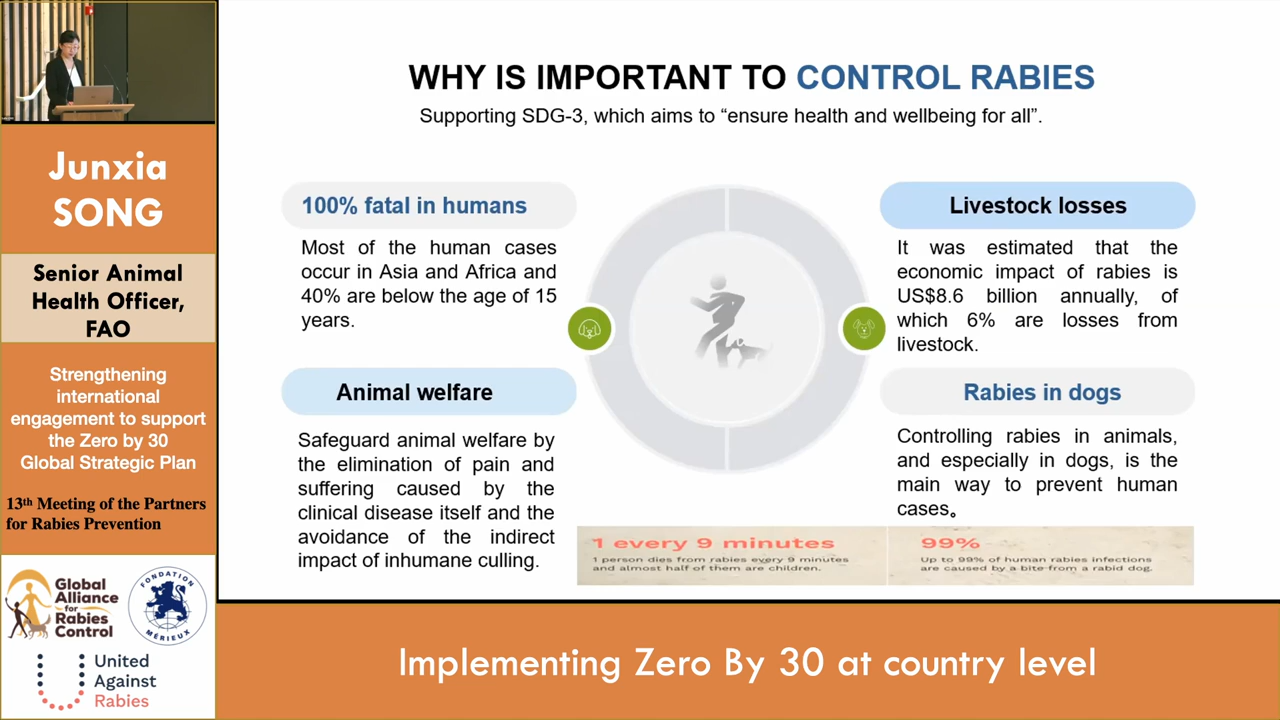 Junxia
SONG
Senior Animal
Health Officer,
FAO
Strengthening
international
engagement to support
the Zero by 30
Global Strategic Plan
13th Meeting of the Partners
for Rabies Prevention
Global
Alliance
for
Rabies
Control
FONDATION
MÉRIEUX
United
Against
Rabies
WHY IS IMPORTANT TO CONTROL RABIES
Supporting SDG-3, which aims to “ensure health and wellbeing for all”.
100% fatal in humans
Most of the human cases
occur in Asia and Africa and
40% are below the age of 15
years.
Animal welfare
Safeguard animal welfare by
the elimination of pain and
suffering caused by the
clinical disease itself and the
avoidance of the indirect
impact of inhumane culling.
Livestock losses
It was estimated that the
economic impact of rabies is
US$8.6 billion annually, of
which 6% are losses from
livestock.
Rabies in dogs
Controlling rabies in animals,
and especially in dogs, is the
main way to prevent human
cases。
1 every 9 minutes
1 person dies from rabies every 9 minutes
and almost half of them are children.
99%
Up to 99% of human rabies infections
are caused by a bite from a rabid dog.
Implementing Zero By 30 at country level